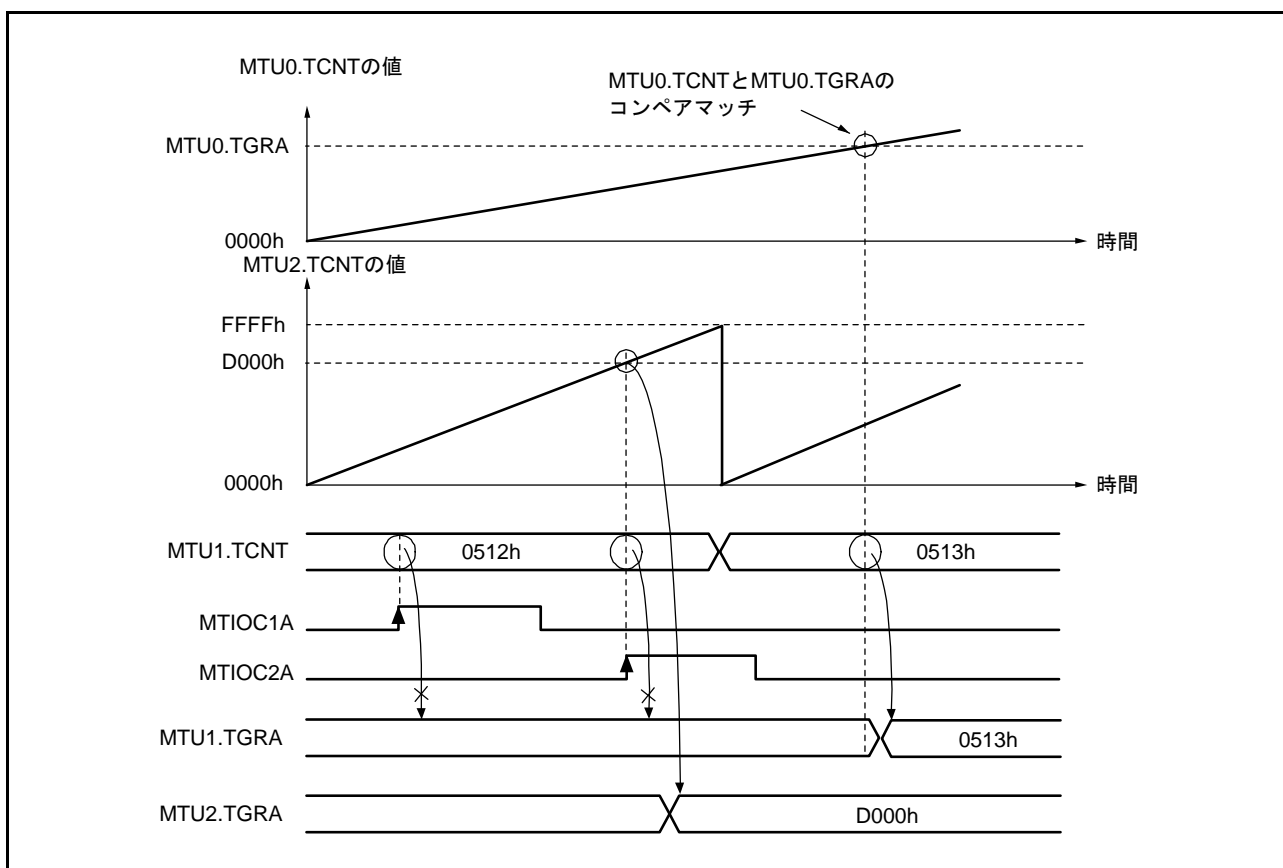 MTU0.TCNTの値
MTU0.TCNTとMTU0.TGRAの
コンペアマッチ
MTU0.TGRA
0000h
時間
MTU2.TCNTの値
FFFFh
D000h
0000h
時間
MTU1.TCNT
0512h
0513h
MTIOC1A
MTIOC2A
MTU1.TGRA
0513h
MTU2.TGRA
D000h